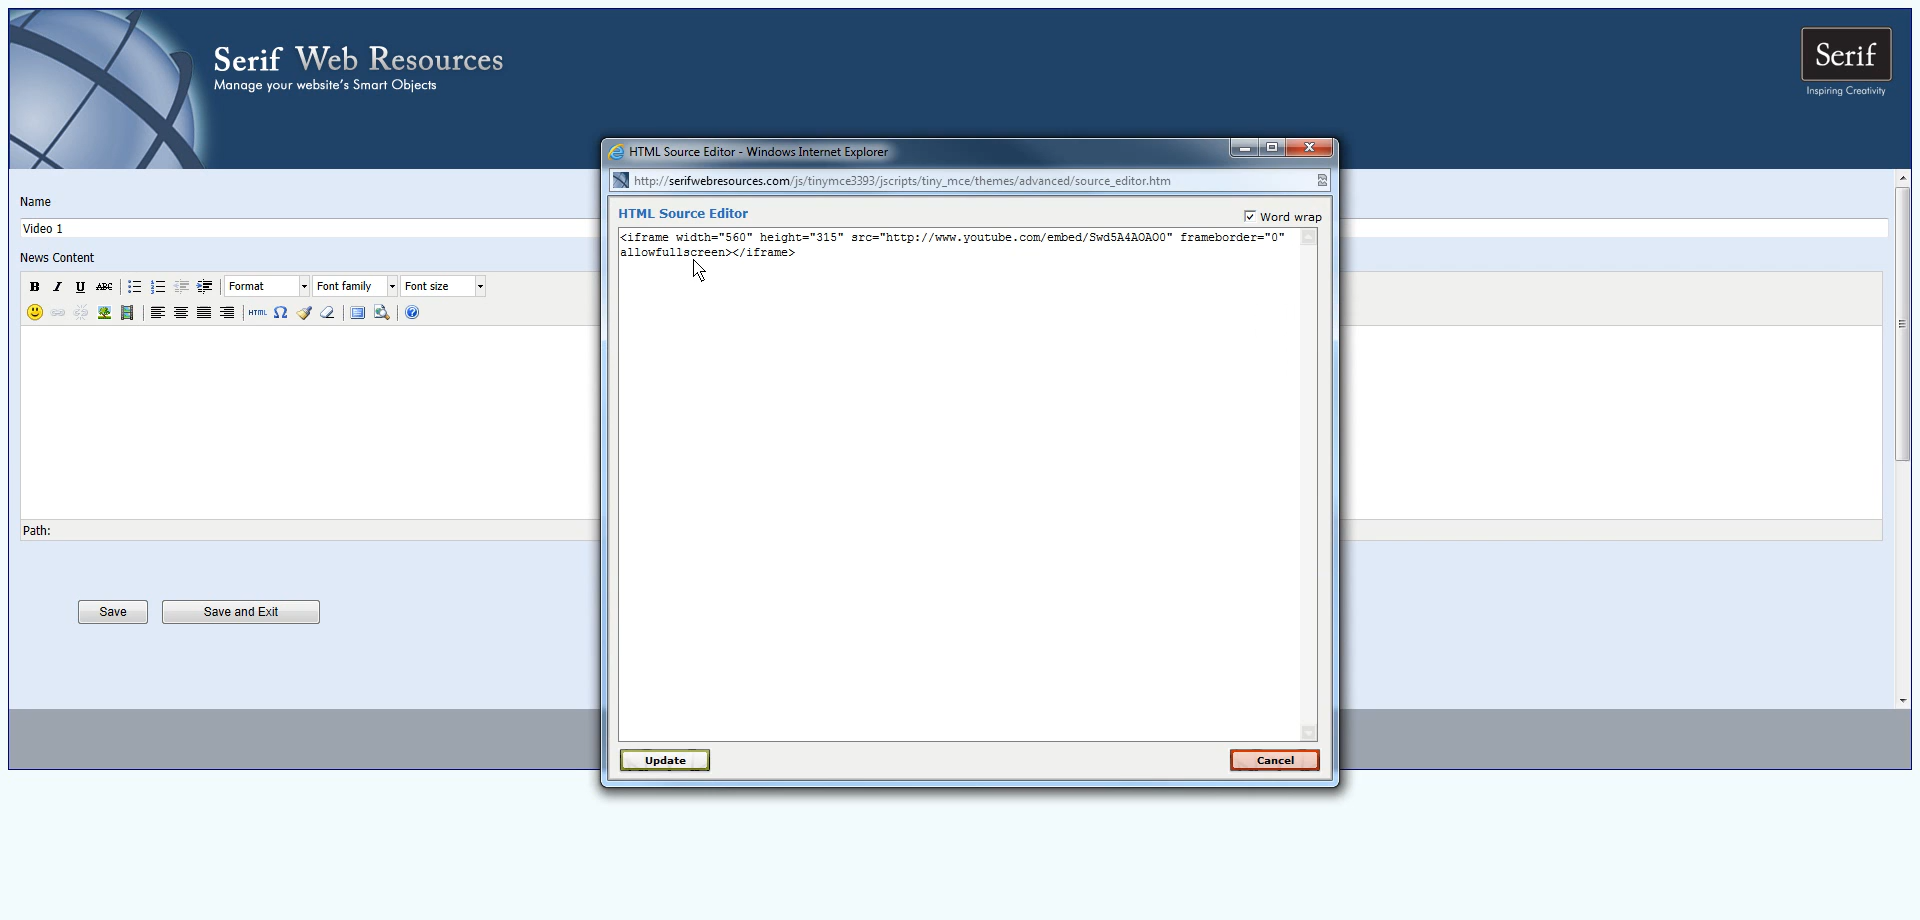 Serif Web Resources
Manage your website's Smart Objects
Serif
Inspiring Creativity
Name
Video 1
News Content
B I U ABC Format Font family Font size
HTML Ω
Path:
Save Save and Exit
HTML Source Editor - Windows Internet Explorer
http://serifwebresources.com/js/tinymce3393/jscripts/tiny_mce/themes/advanced/source_editor.htm
HTML Source Editor
Word wrap
<iframe width="560" height="315" src="http://www.youtube.com/embed/Swd5A4AOAO0" frameborder="0"
allowfullscreen></iframe>
Update Cancel